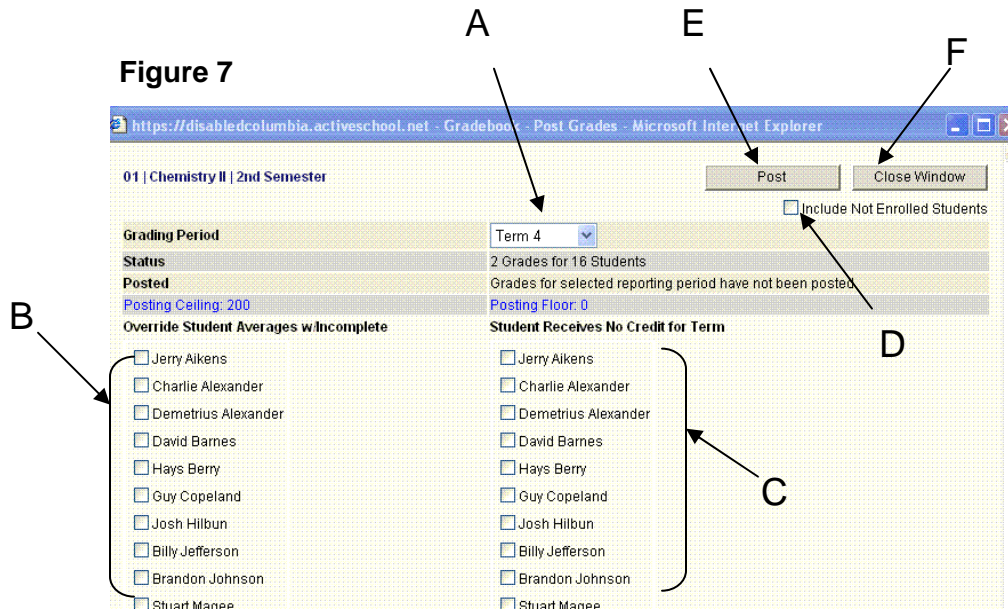 A
E
F
Figure 7
https://disabledcolumbia.activeschool.net - Gradebook - Post Grades - Microsoft Internet Explorer
01 | Chemistry II | 2nd Semester
Post
Close Window
Include Not Enrolled Students
Grading Period
Term 4
Status
2 Grades for 16 Students
Posted
Grades for selected reporting period have not been posted
Posting Ceiling: 200
Posting Floor: 0
B
Override Student Averages w/Incomplete
Student Receives No Credit for Term
D
Jerry Aikens
Jerry Aikens
Charlie Alexander
Charlie Alexander
Demetrius Alexander
Demetrius Alexander
David Barnes
David Barnes
Hays Berry
Hays Berry
C
Guy Copeland
Guy Copeland
Josh Hilbun
Josh Hilbun
Billy Jefferson
Billy Jefferson
Brandon Johnson
Brandon Johnson
Stuart Magee
Stuart Magee